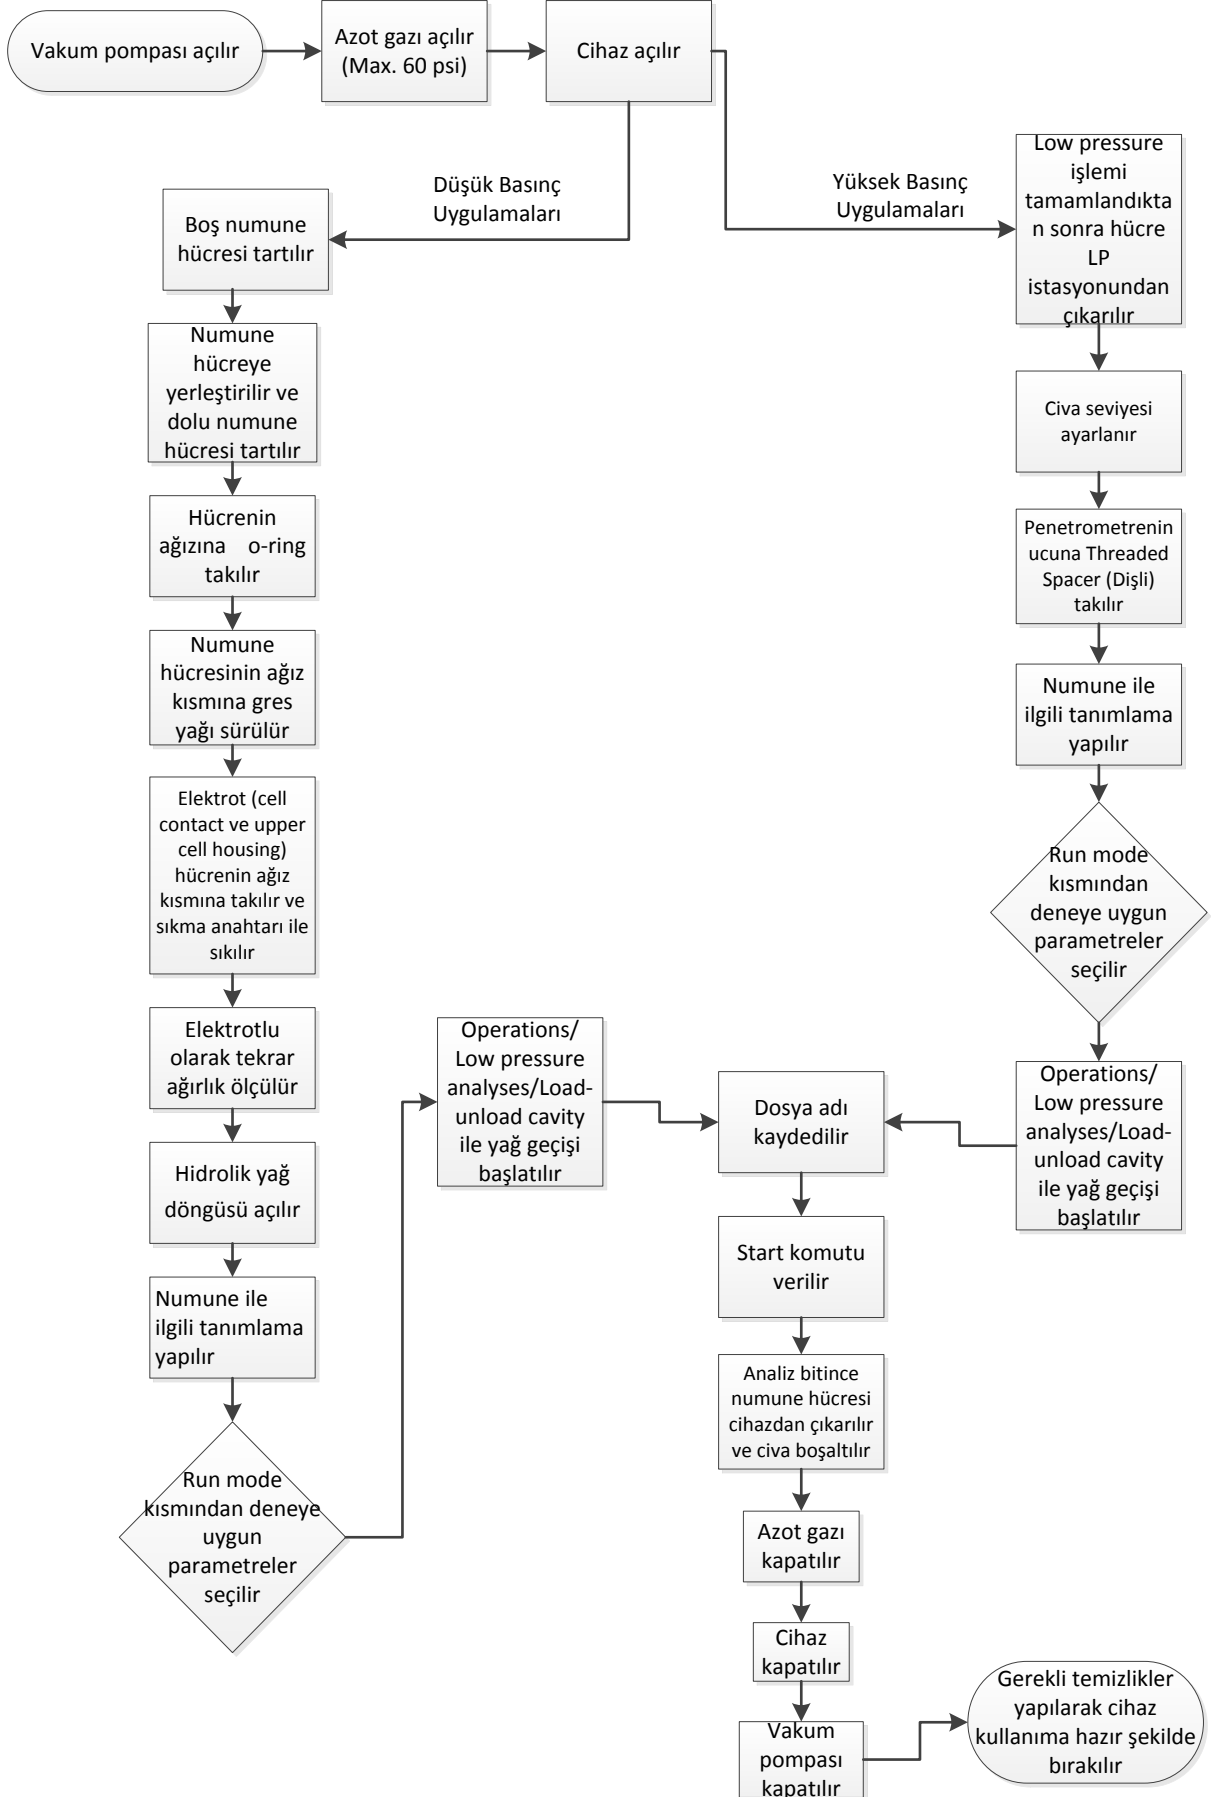 Vakum pompası açılır
Azot gazı açılır
(Max. 60 psi)
Cihaz açılır
Düşük Basınç
Uygulamaları
Yüksek Basınç
Uygulamaları
Boş numune
hücresi tartılır
Numune
hücreye
yerleştirilir ve
dolu numune
hücresi tartılır
Hücrenin
ağızına o-ring
takılır
Numune
hücresinin ağız
kısmına gres
yağı sürülür
Elektrot (cell
contact ve upper
cell housing)
hücrenin ağız
kısmına takılır ve
sıkma anahtarı ile
sıkılır
Elektrotlu
olarak tekrar
ağırlık ölçülür
Hidrolik yağ
döngüsü açılır
Numune ile
ilgili tanımlama
yapılır
Run mode
kısmından deneye
uygun
parametreler
seçilir
Operations/
Low pressure
analyses/Load-
unload cavity
ile yağ geçişi
başlatılır
Low pressure
işlemi
tamamlandıkta
n sonra hücre
LP
istasyonundan
çıkarılır
Civa seviyesi
ayarlanır
Penetrometrenin
ucuna Threaded
Spacer (Dişli)
takılır
Numune ile
ilgili tanımlama
yapılır
Run mode
kısmından
deneye uygun
parametreler
seçilir
Operations/
Low pressure
analyses/Load-
unload cavity
ile yağ geçişi
başlatılır
Dosya adı
kaydedilir
Start komutu
verilir
Analiz bitince
numune hücresi
cihazdan çıkarılır
ve civa boşaltılır
Azot gazı
kapatılır
Cihaz
kapatılır
Vakum
pompası
kapatılır
Gerekli temizlikler
yapılarak cihaz
kullanıma hazır şekilde
bırakılır